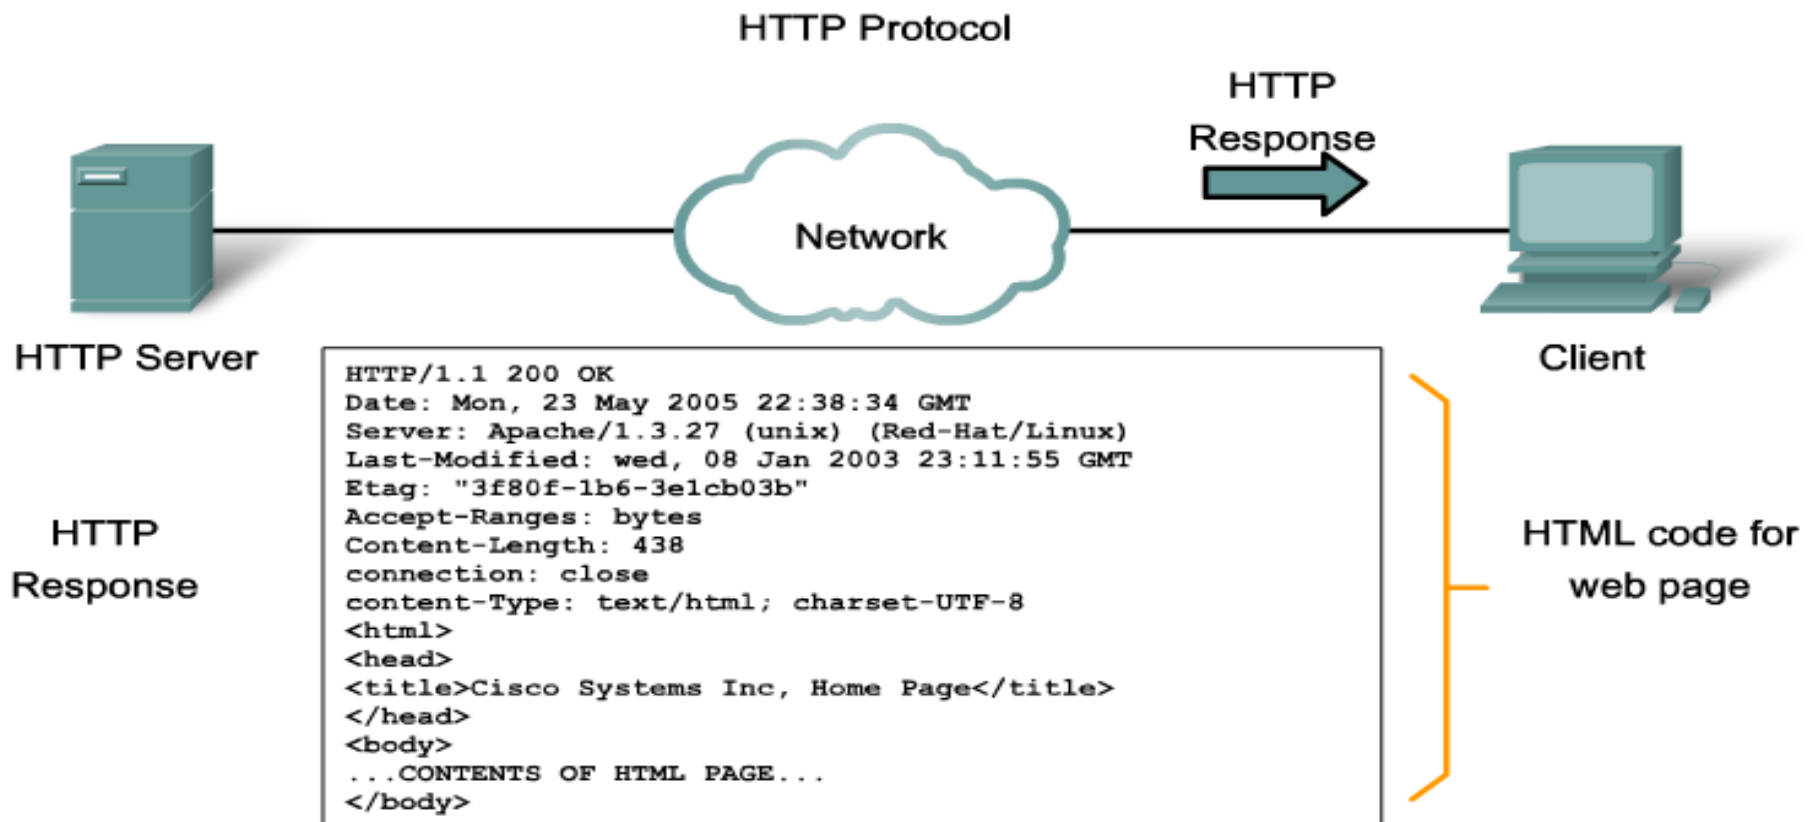 HTTP Protocol
HTTP
Response
Network
HTTP Server
Client
HTTP/1.1 200 OK
Date: Mon, 23 May 2005 22:38:34 GMT
Server: Apache/1.3.27 (unix) (Red-Hat/Linux)
Last-Modified: wed, 08 Jan 2003 23:11:55 GMT
Etag: "3f80f-1b6-3e1cb03b"
Accept-Ranges: bytes
Content-Length: 438
connection: close
content-Type: text/html; charset-UTF-8
<html>
<head>
<title>Cisco Systems Inc, Home Page</title>
</head>
<body>
...CONTENTS OF HTML PAGE...
</body>
HTTP
Response
HTML code for
web page